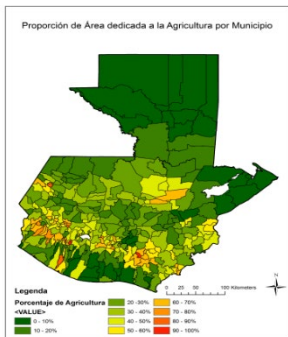 Proporción de Área dedicada a la Agricultura por Municipio
N
0 25 50 100 Kilometers
Legenda
Porcentaje de Agricultura
<VALUE>
0 - 10%
10 - 20%
20 -30%
30 - 40%
40 - 50%
50 - 60%
60 - 70%
70 - 80%
80 - 90%
90 - 100%